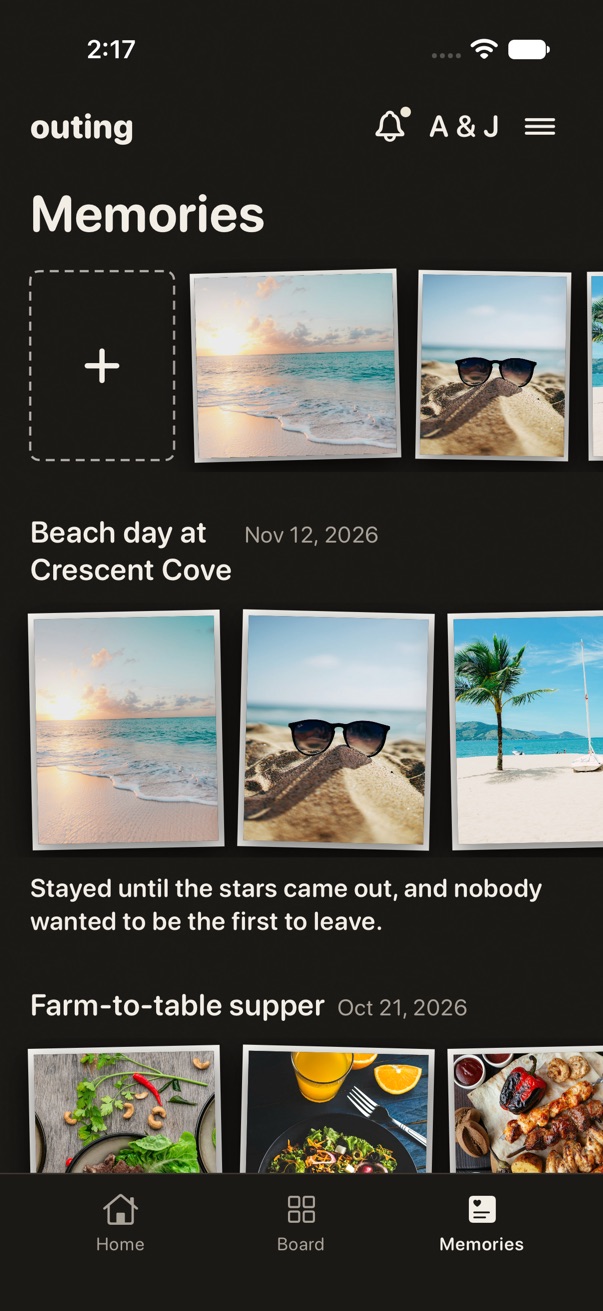 2:17
outing
A & J
Memories
Beach day at
Crescent Cove
Nov 12, 2026
Stayed until the stars came out, and nobody
wanted to be the first to leave.
Farm-to-table supper
Oct 21, 2026
Home
Board
Memories